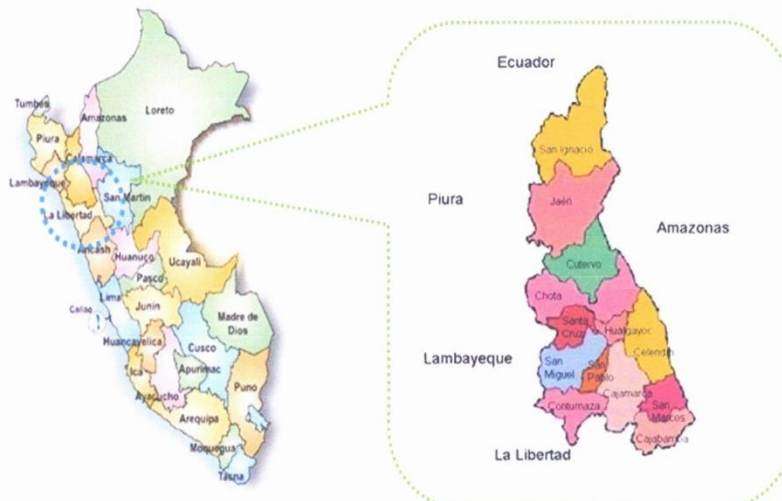 Tumbes
Loreto
Amazonas
Piura
Cajamarca
Lambayeque
San Martin
La Libertad
Ancash
Huanuco
Ucayali
Pasco
Lima
Junin
Callao
Madre de
Dios
Huancavelica
Cusco
Ica
Apurimac
Puno
Ayacucho
Arequipa
Moquegua
Tacna
Ecuador
San Ignacio
Piura
Jaén
Amazonas
Cutervo
Chota
Santa
Cruz
Hualgayoc
Celendín
Lambayeque
San
Miguel
San
Pablo
Cajamarca
Contumaza
San
Marcos
Cajabamba
La Libertad